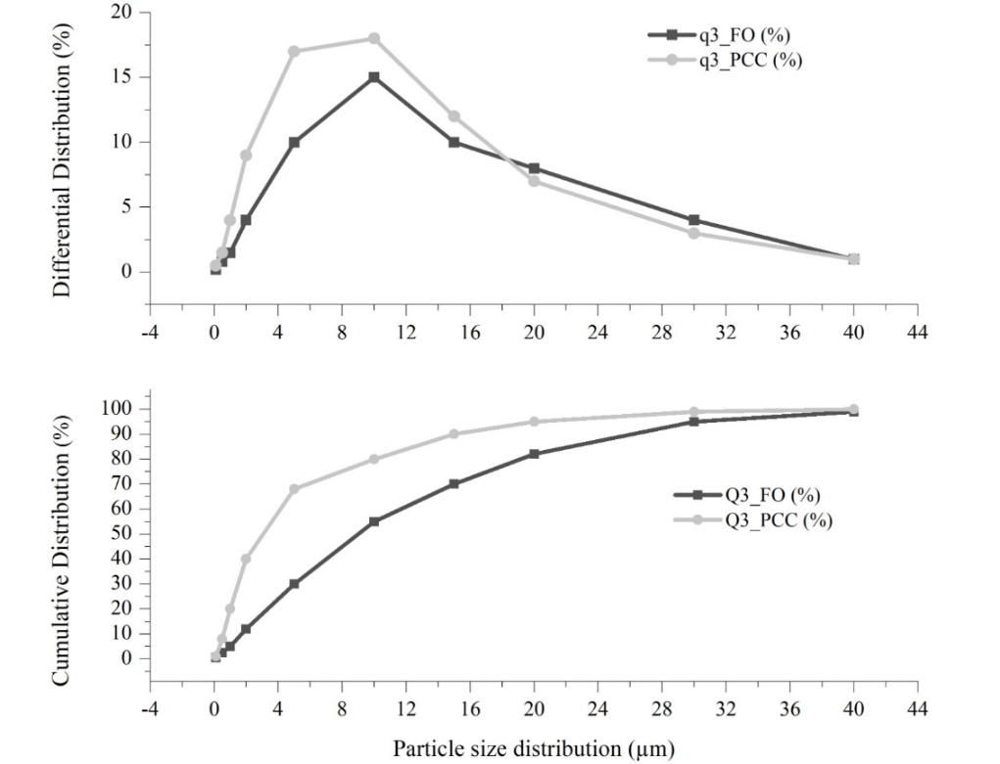 Differential Distribution (%)
20
15
10
5
0
q3_FO (%)
q3_PCC (%)
-4 0 4 8 12 16 20 24 28 32 36 40 44
Cumulative Distribution (%)
100
90
80
70
60
50
40
30
20
10
0
Q3_FO (%)
Q3_PCC (%)
-4 0 4 8 12 16 20 24 28 32 36 40 44
Particle size distribution (µm)